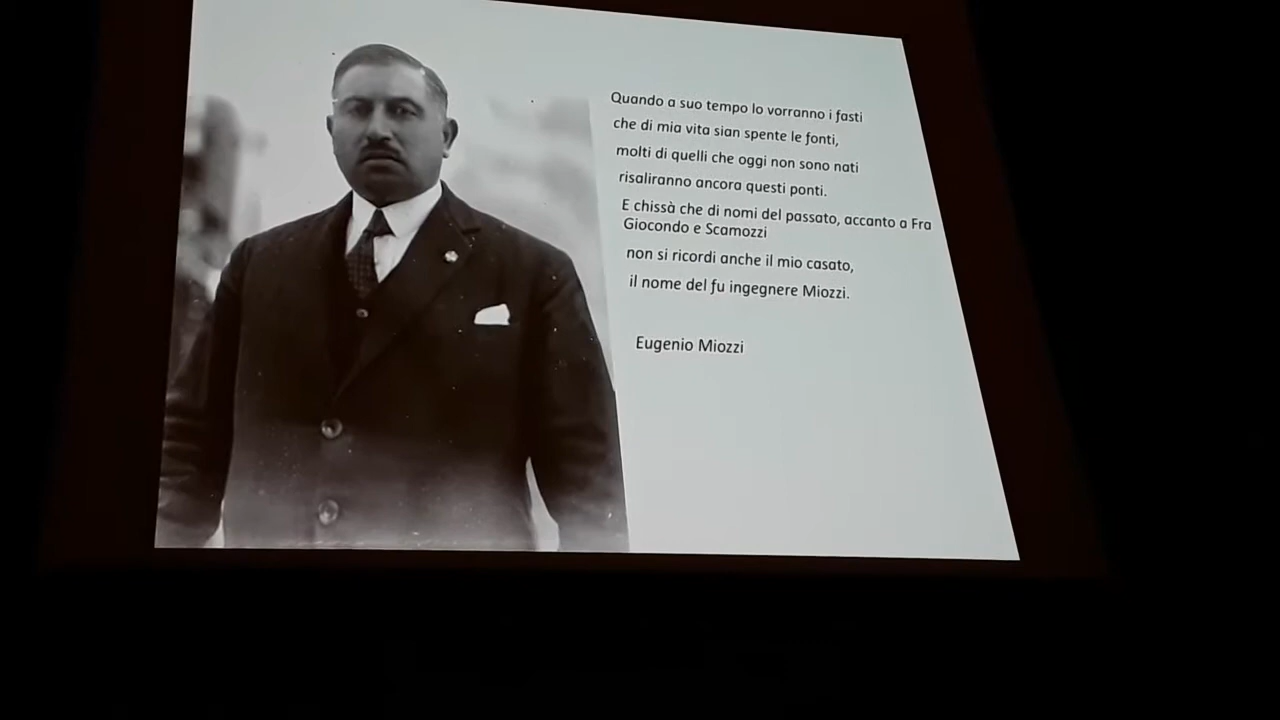 Quando a suo tempo lo vorranno i fasti
che di mia vita sian spente le fonti,
molti di quelli che oggi non sono nati
risaliranno ancora questi ponti.
E chissà che di nomi del passato, accanto a Fra
Giocondo e Scamozzi
non si ricordi anche il mio casato,
il nome del fu ingegnere Miozzi.
Eugenio Miozzi